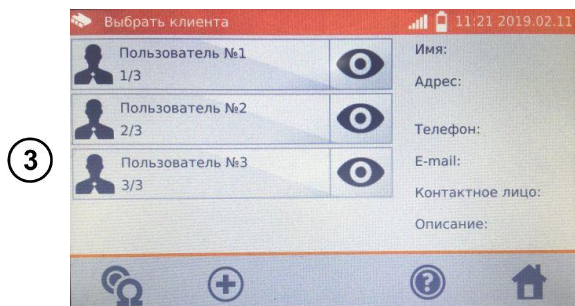 Выбрать клиента
11:21 2019.02.11
Пользователь №1
1/3
Пользователь №2
2/3
Пользователь №3
3/3
Имя:
Адрес:
Телефон:
E-mail:
Контактное лицо:
Описание:
3